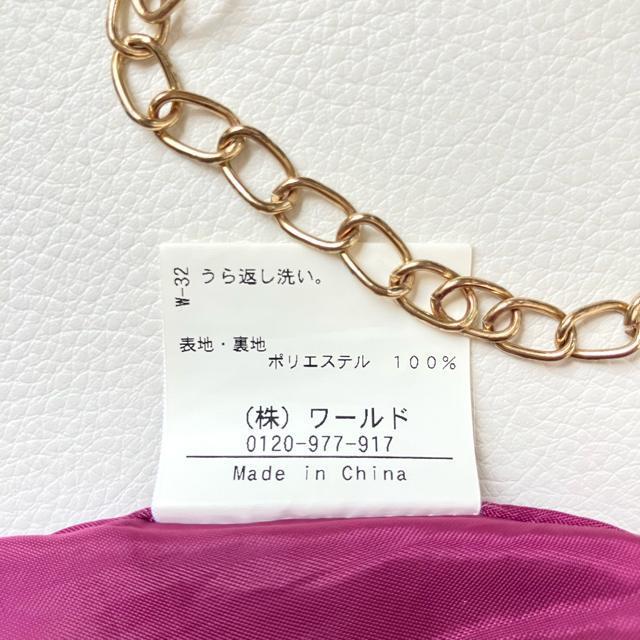 W-32
うら返し洗い。
表地・裏地
ポリエステル 100%
(株) ワールド
0120-977-917
Made in China